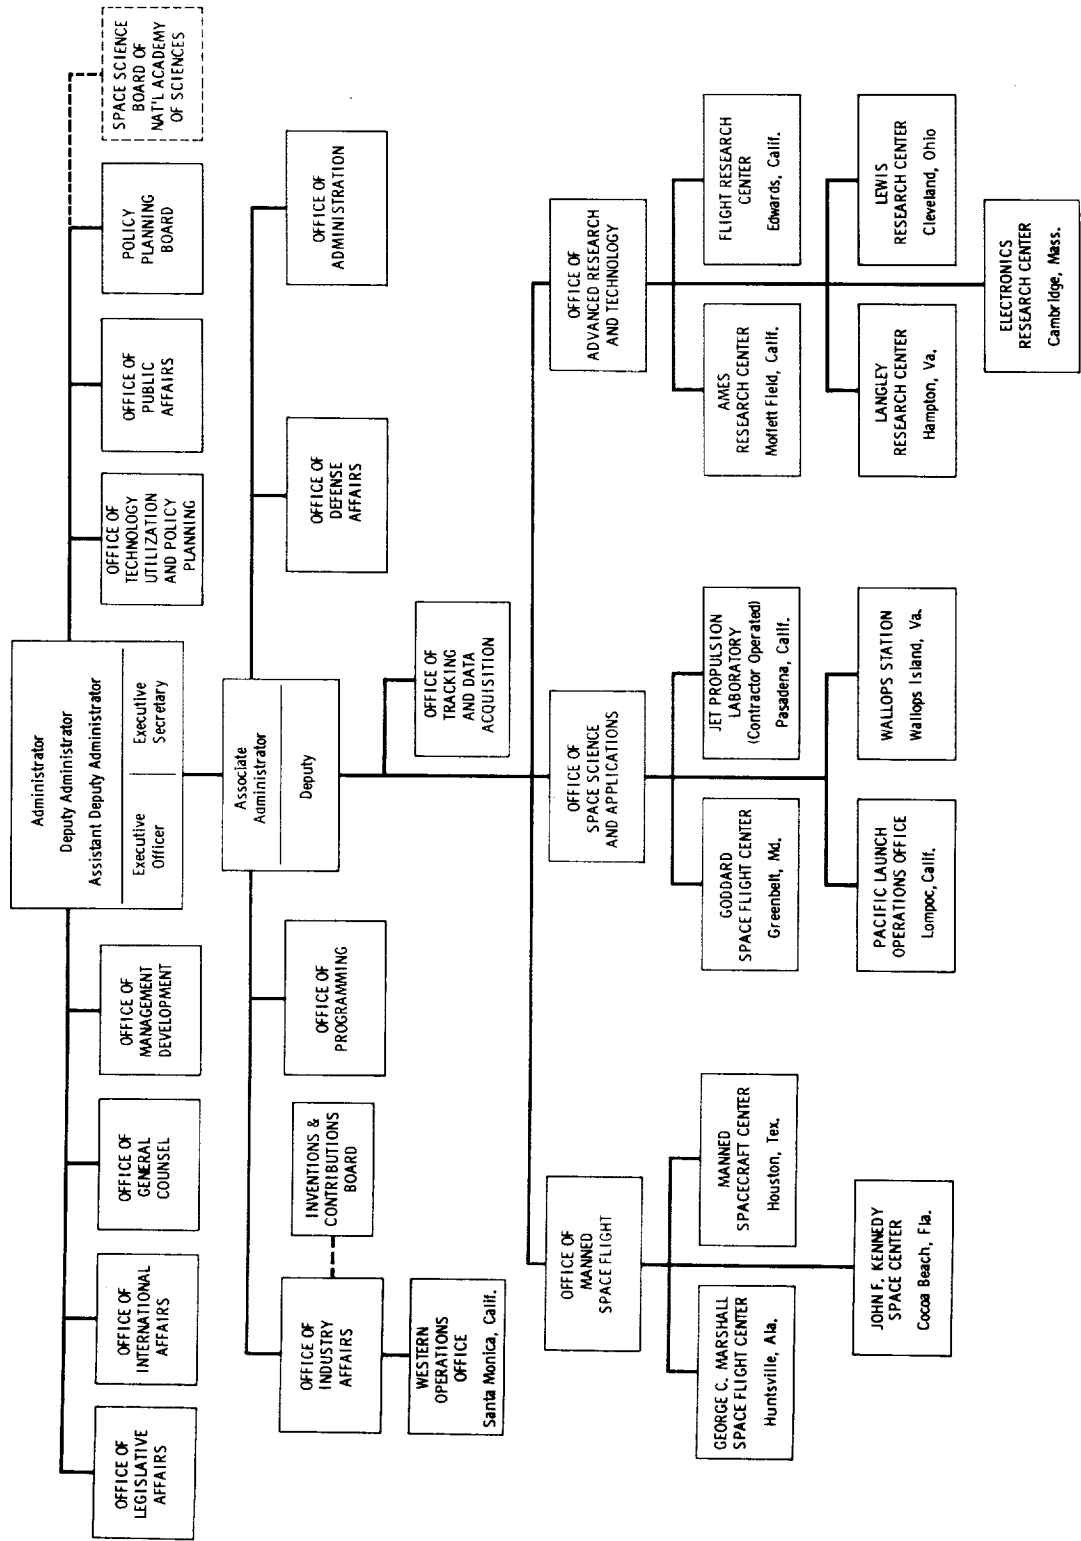 Administrator
Deputy Administrator
Assistant Deputy Administrator
Executive
Officer
Executive
Secretary
OFFICE OF
LEGISLATIVE
AFFAIRS
OFFICE OF
INTERNATIONAL
AFFAIRS
OFFICE OF
GENERAL
COUNSEL
OFFICE OF
MANAGEMENT
DEVELOPMENT
OFFICE OF
TECHNOLOGY
UTILIZATION
AND POLICY
PLANNING
OFFICE OF
PUBLIC
AFFAIRS
POLICY
PLANNING
BOARD
SPACE SCIENCE
BOARD OF
NAT'L ACADEMY
OF SCIENCES
Associate
Administrator
Deputy
OFFICE OF
INDUSTRY
AFFAIRS
INVENTIONS &
CONTRIBUTIONS
BOARD
OFFICE OF
PROGRAMMING
OFFICE OF
DEFENSE
AFFAIRS
OFFICE OF
ADMINISTRATION
WESTERN
OPERATIONS
OFFICE
Santa Monica, Calif.
OFFICE OF
TRACKING
AND DATA
ACQUISITION
OFFICE OF
MANNED
SPACE FLIGHT
OFFICE OF
SPACE SCIENCE
AND APPLICATIONS
OFFICE OF
ADVANCED RESEARCH
AND TECHNOLOGY
GEORGE C. MARSHALL
SPACE FLIGHT CENTER
Huntsville, Ala.
MANNED
SPACECRAFT CENTER
Houston, Tex.
GODDARD
SPACE FLIGHT CENTER
Greenbelt, Md.
JET PROPULSION
LABORATORY
(Contractor Operated)
Pasadena, Calif.
AMES
RESEARCH CENTER
Moffett Field, Calif.
FLIGHT RESEARCH
CENTER
Edwards, Calif.
JOHN F. KENNEDY
SPACE CENTER
Cocoa Beach, Fla.
PACIFIC LAUNCH
OPERATIONS OFFICE
Lompoc, Calif.
WALLOPS STATION
Wallops Island, Va.
LANGLEY
RESEARCH CENTER
Hampton, Va.
LEWIS
RESEARCH CENTER
Cleveland, Ohio
ELECTRONICS
RESEARCH CENTER
Cambridge, Mass.